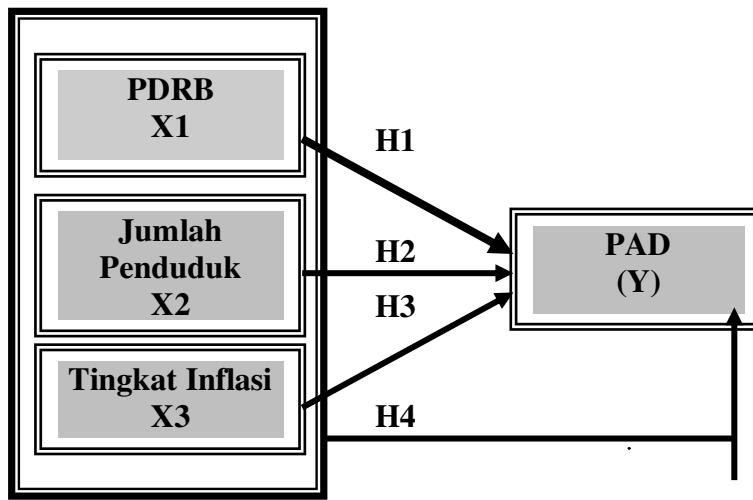 PDRB
X1
H1
Jumlah
Penduduk
X2
H2
PAD
(Y)
H3
Tingkat Inflasi
X3
H4